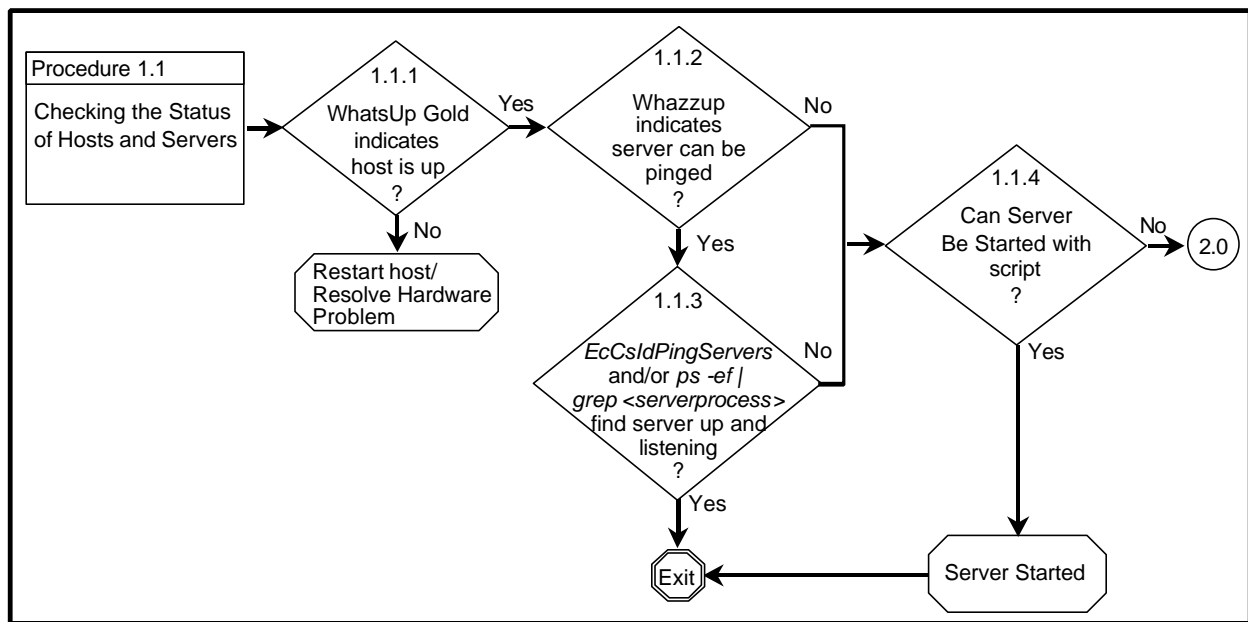 Procedure 1.1
Checking the Status
of Hosts and Servers
1.1.1
WhatsUp Gold
indicates
host is up
?
Yes
No
Restart host/
Resolve Hardware
Problem
1.1.2
Whazzup
indicates
server can be
pinged
?
No
Yes
1.1.3
EcCsIdPingServers
and/or ps -ef |
grep <serverprocess>
find server up and
listening
?
No
Yes
Exit
1.1.4
Can Server
Be Started with
script
?
No
2.0
Yes
Server Started